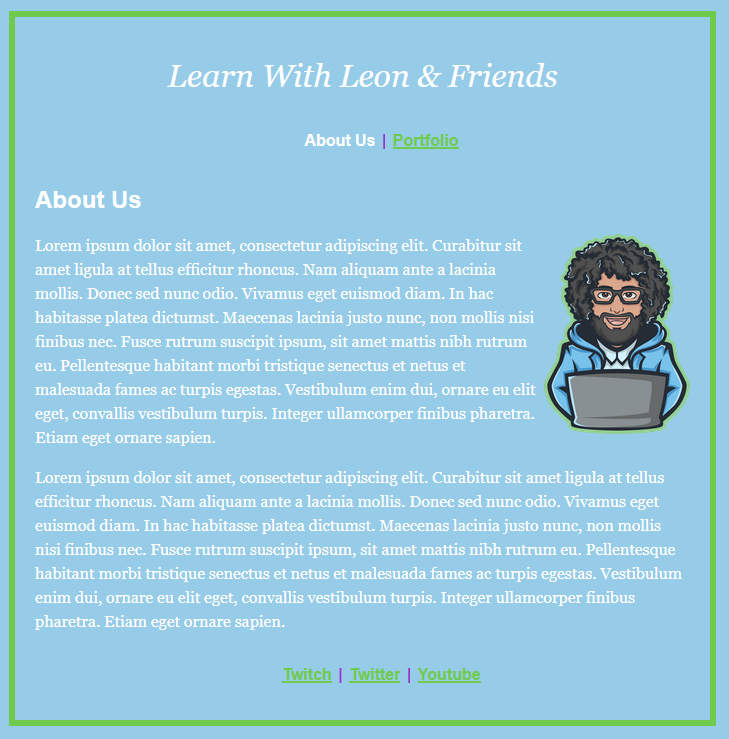 Learn With Leon & Friends
About Us | Portfolio
About Us
Lorem ipsum dolor sit amet, consectetur adipiscing elit. Curabitur sit
amet ligula at tellus efficitur rhoncus. Nam aliquam ante a lacinia
mollis. Donec sed nunc odio. Vivamus eget euismod diam. In hac
habitasse platea dictumst. Maecenas lacinia justo nunc, non mollis nisi
finibus nec. Fusce rutrum suscipit ipsum, sit amet mattis nibh rutrum
eu. Pellentesque habitant morbi tristique senectus et netus et
malesuada fames ac turpis egestas. Vestibulum enim dui, ornare eu elit
eget, convallis vestibulum turpis. Integer ullamcorper finibus pharetra.
Etiam eget ornare sapien.
Lorem ipsum dolor sit amet, consectetur adipiscing elit. Curabitur sit amet ligula at tellus
efficitur rhoncus. Nam aliquam ante a lacinia mollis. Donec sed nunc odio. Vivamus eget
euismod diam. In hac habitasse platea dictumst. Maecenas lacinia justo nunc, non mollis
nisi finibus nec. Fusce rutrum suscipit ipsum, sit amet mattis nibh rutrum eu. Pellentesque
habitant morbi tristique senectus et netus et malesuada fames ac turpis egestas. Vestibulum
enim dui, ornare eu elit eget, convallis vestibulum turpis. Integer ullamcorper finibus
pharetra. Etiam eget ornare sapien.
Twitch | Twitter | Youtube